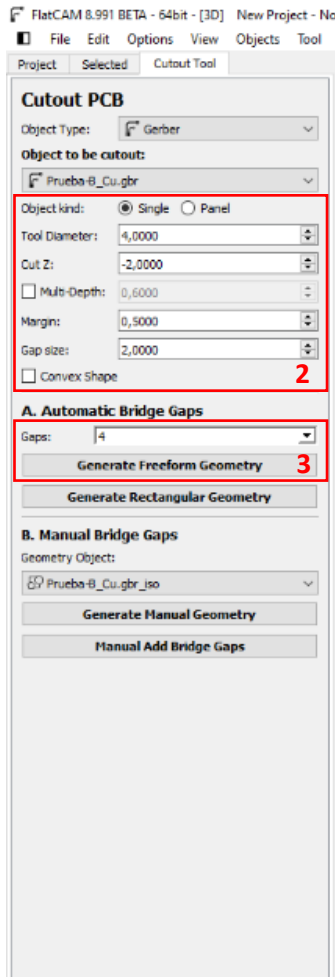 FlatCAM 8.991 BETA - 64bit - [3D] New Project - No
File Edit Options View Objects Tool
Project Selected Cutout Tool
Cutout PCB
Object Type: Gerber
Object to be cutout:
Prueba-B_Cu.gbr
Object kind: Single Panel
Tool Diameter: 4,0000
Cut Z: -2,0000
Multi-Depth: 0,6000
Margin: 0,5000
Gap size: 2,0000
Convex Shape 2
A. Automatic Bridge Gaps
Gaps: 4
Generate Freeform Geometry 3
Generate Rectangular Geometry
B. Manual Bridge Gaps
Geometry Object:
Prueba-B_Cu.gbr_iso
Generate Manual Geometry
Manual Add Bridge Gaps